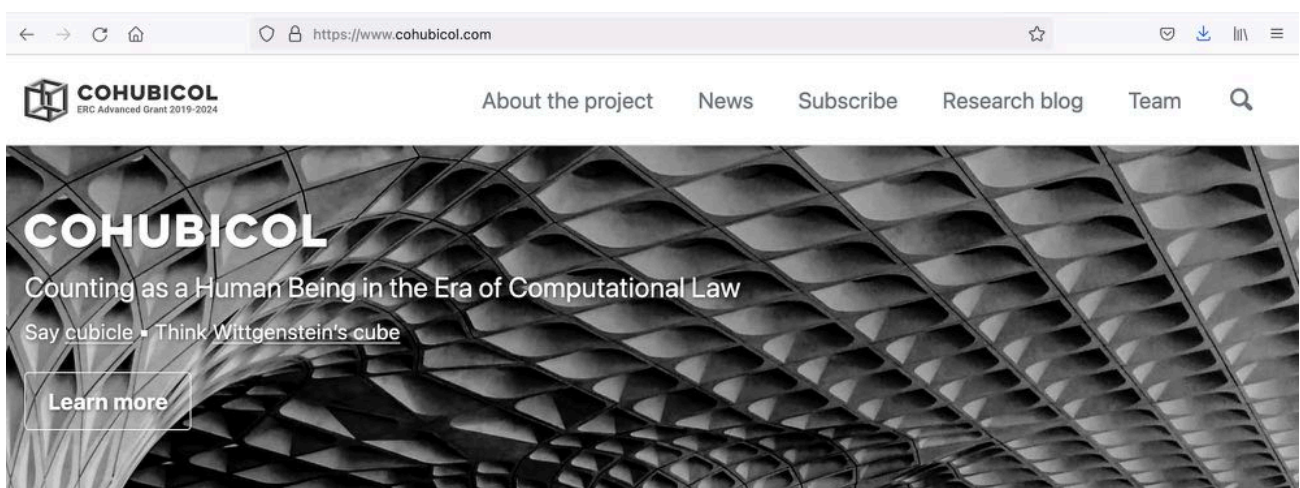 https://www.cohubicol.com
COHUBICOL
ERC Advanced Grant 2019-2024
About the project News Subscribe Research blog Team
COHUBICOL
Counting as a Human Being in the Era of Computational Law
Say cubicle ▪ Think Wittgenstein's cube
Learn more